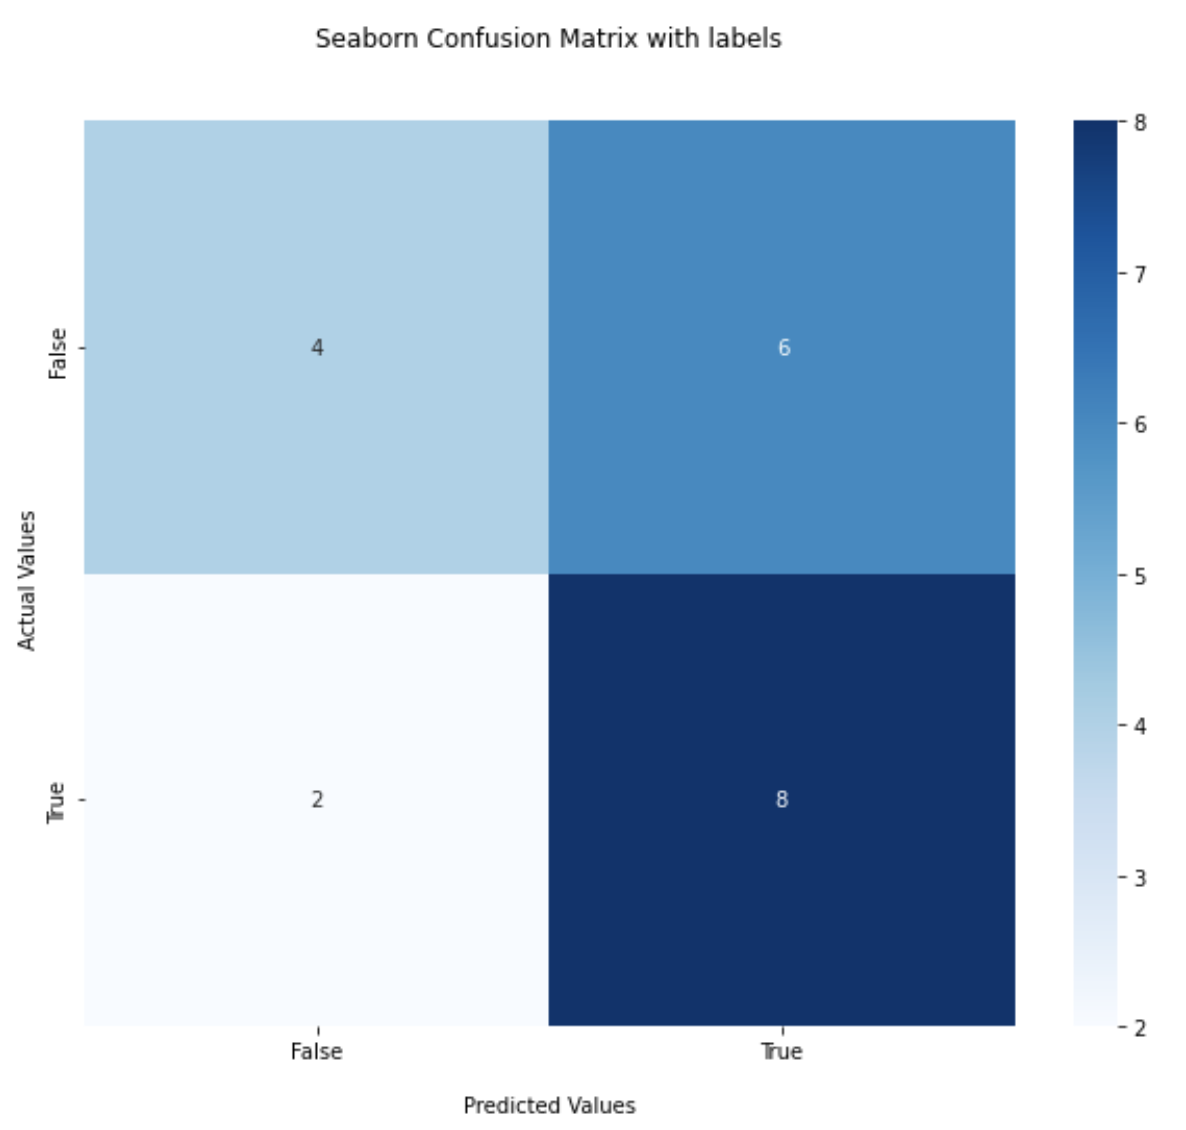 Seaborn Confusion Matrix with labels
8
7
6
5
4
3
2
Actual Values
False
4
6
True
2
8
False
True
Predicted Values